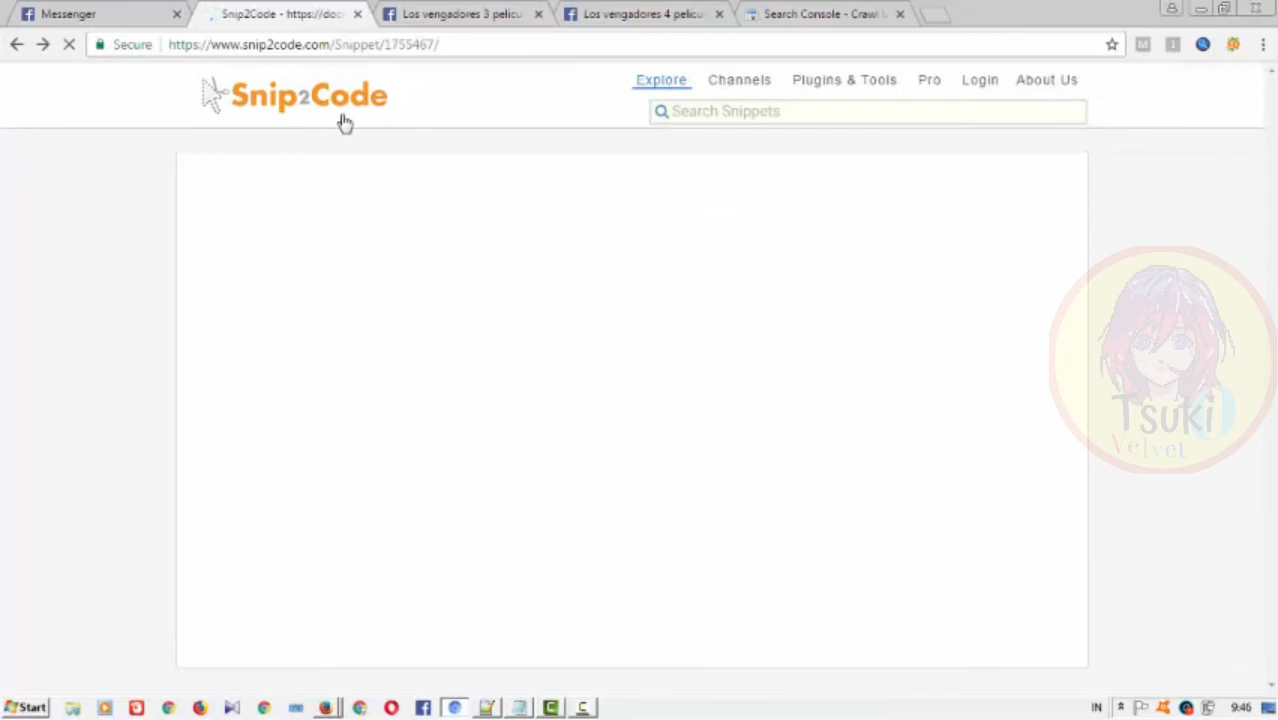 Messenger
Snip2Code - https://doc
Los vengadores 3 pelicu
Los vengadores 4 pelicu
Search Console - Crawl
Secure
https://www.snip2code.com/Snippet/1755467/
Snip2Code
Explore
Channels
Plugins & Tools
Pro
Login
About Us
Search Snippets
Tsuki
Velvet
Start
IN
9:46